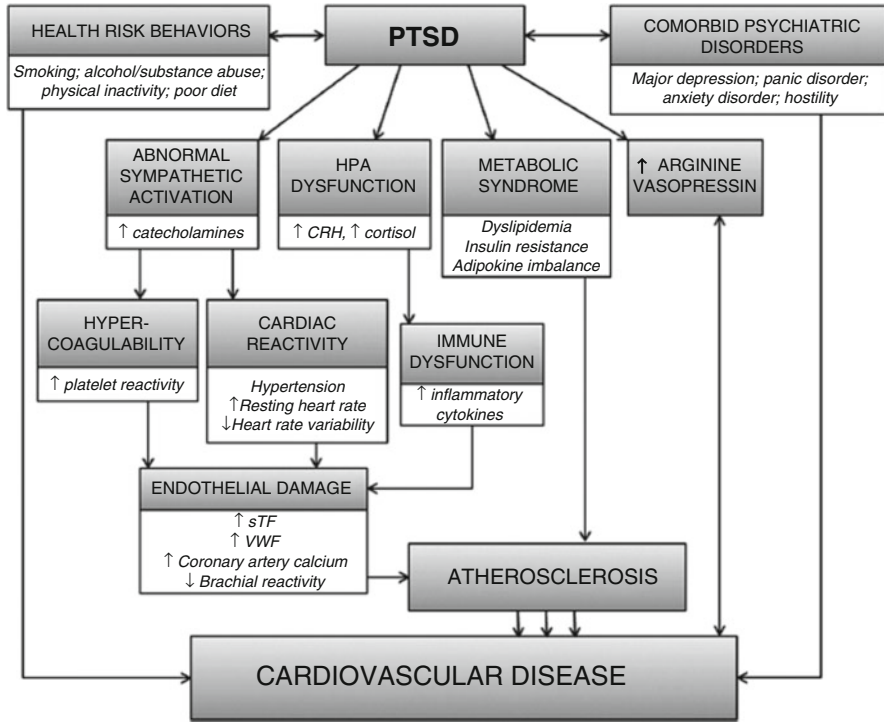 HEALTH RISK BEHAVIORS
Smoking; alcohol/substance abuse;
physical inactivity; poor diet
PTSD
COMORBID PSYCHIATRIC
DISORDERS
Major depression; panic disorder;
anxiety disorder; hostility
ABNORMAL
SYMPATHETIC
ACTIVATION
↑ catecholamines
HPA
DYSFUNCTION
↑ CRH, ↑ cortisol
METABOLIC
SYNDROME
Dyslipidemia
Insulin resistance
Adipokine imbalance
↑ ARGININE
VASOPRESSIN
HYPER-
COAGULABILITY
↑ platelet reactivity
CARDIAC
REACTIVITY
Hypertension
↑Resting heart rate
↓Heart rate variability
IMMUNE
DYSFUNCTION
↑ inflammatory
cytokines
ENDOTHELIAL DAMAGE
↑ sTF
↑ VWF
↑ Coronary artery calcium
↓ Brachial reactivity
ATHEROSCLEROSIS
CARDIOVASCULAR DISEASE